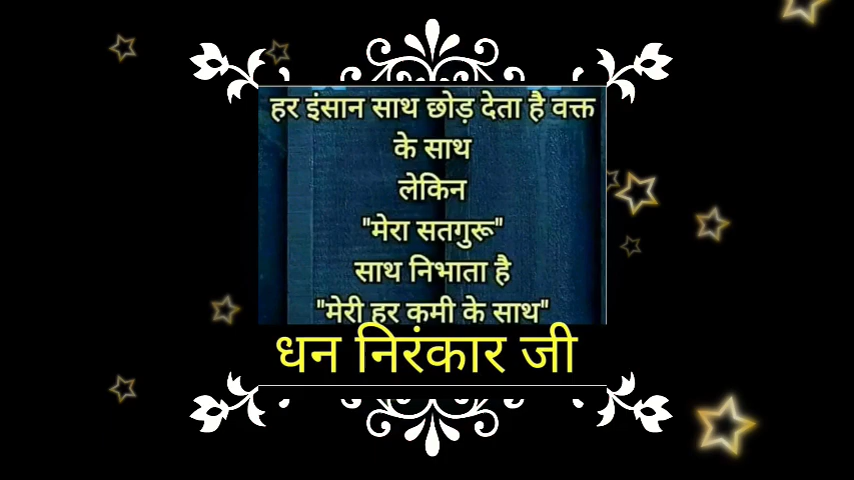 हर इंसान साथ छोड़ देता है वक्त
के साथ
लेकिन
"मेरा सतगुरू"
साथ निभाता है
"मेरी हर कमी के साथ"
धन निरंकार जी